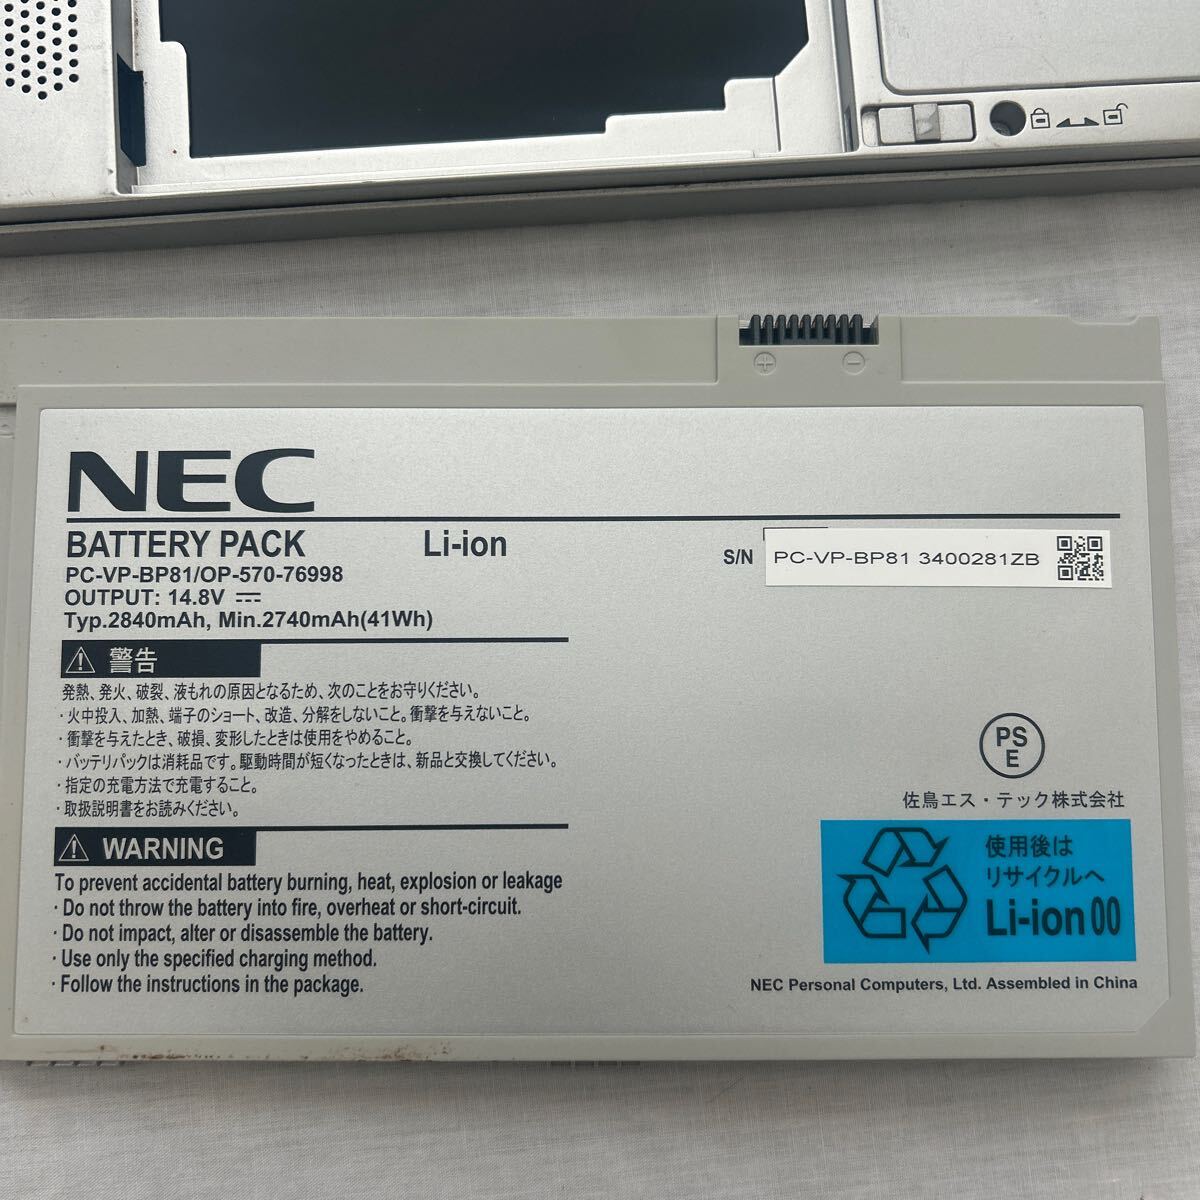 NEC
BATTERY PACK Li-ion
PC-VP-BP81/OP-570-76998
OUTPUT: 14.8V ⎓
Typ.2840mAh, Min.2740mAh(41Wh)
S/N PC-VP-BP81 3400281ZB
⚠ 警告
発熱、発火、破裂、液もれの原因となるため、次のことをお守りください。
・火中投入、加熱、端子のショート、改造、分解をしないこと。衝撃を与えないこと。
・衝撃を与えたとき、破損、変形したときは使用をやめること。
・バッテリパックは消耗品です。駆動時間が短くなったときは、新品と交換してください。
・指定の充電方法で充電すること。
・取扱説明書をお読みください。
⚠ WARNING
To prevent accidental battery burning, heat, explosion or leakage
・Do not throw the battery into fire, overheat or short-circuit.
・Do not impact, alter or disassemble the battery.
・Use only the specified charging method.
・Follow the instructions in the package.
PS
E
佐鳥エス・テック株式会社
使用後は
リサイクルへ
Li-ion 00
NEC Personal Computers, Ltd. Assembled in China